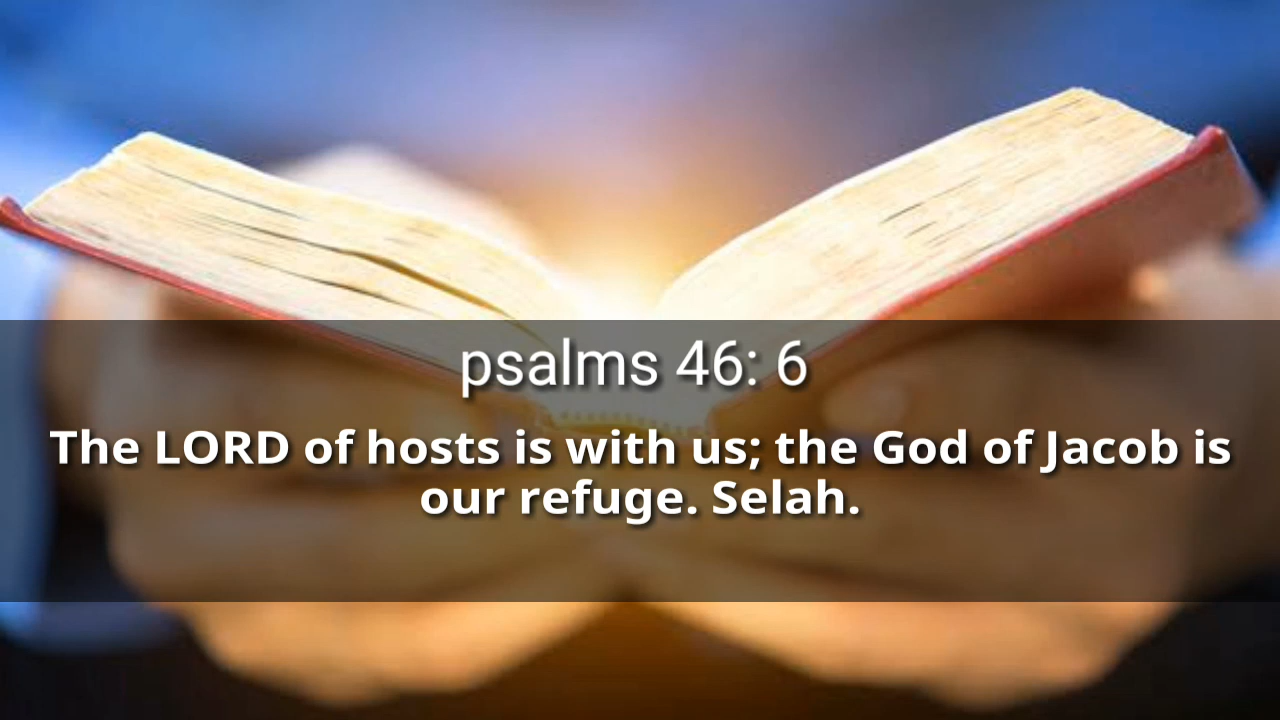 psalms 46: 6
The LORD of hosts is with us; the God of Jacob is
our refuge. Selah.